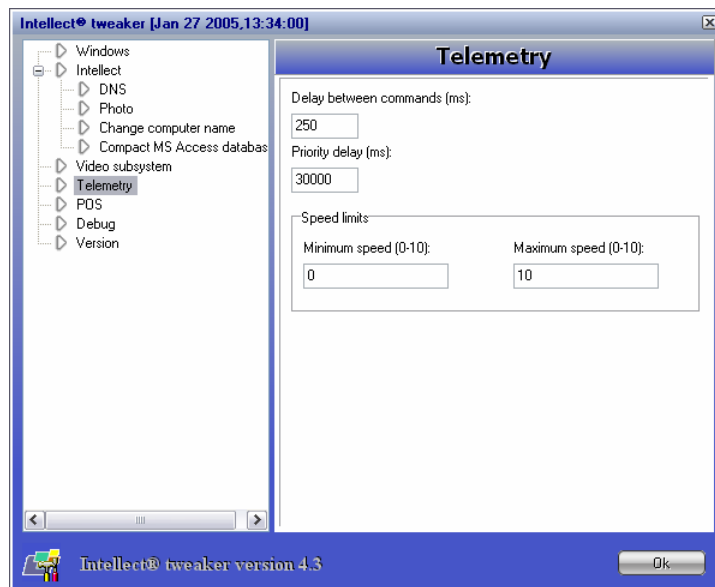 Intellect® tweaker [Jan 27 2005,13:34:00]
Windows
Intellect
DNS
Photo
Change computer name
Compact MS Access databas
Video subsystem
Telemetry
POS
Debug
Version
Telemetry
Delay between commands (ms):
250
Priority delay (ms):
30000
Speed limits
Minimum speed (0-10):
Maximum speed (0-10):
0
10
Intellect® tweaker version 4.3
Ok